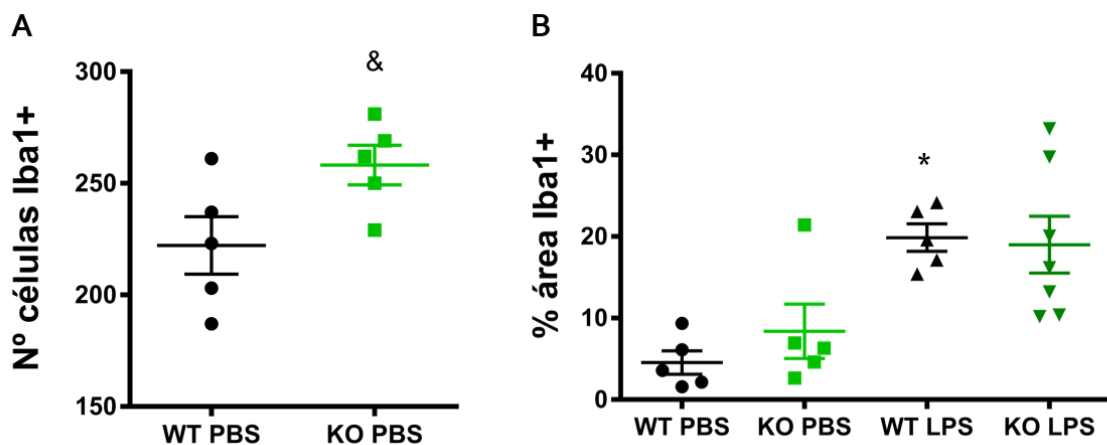 A
Nº células Iba1+
300
250
200
150
&
WT PBS
KO PBS
B
% área Iba1+
40
30
20
10
0
*
WT PBS
KO PBS
WT LPS
KO LPS